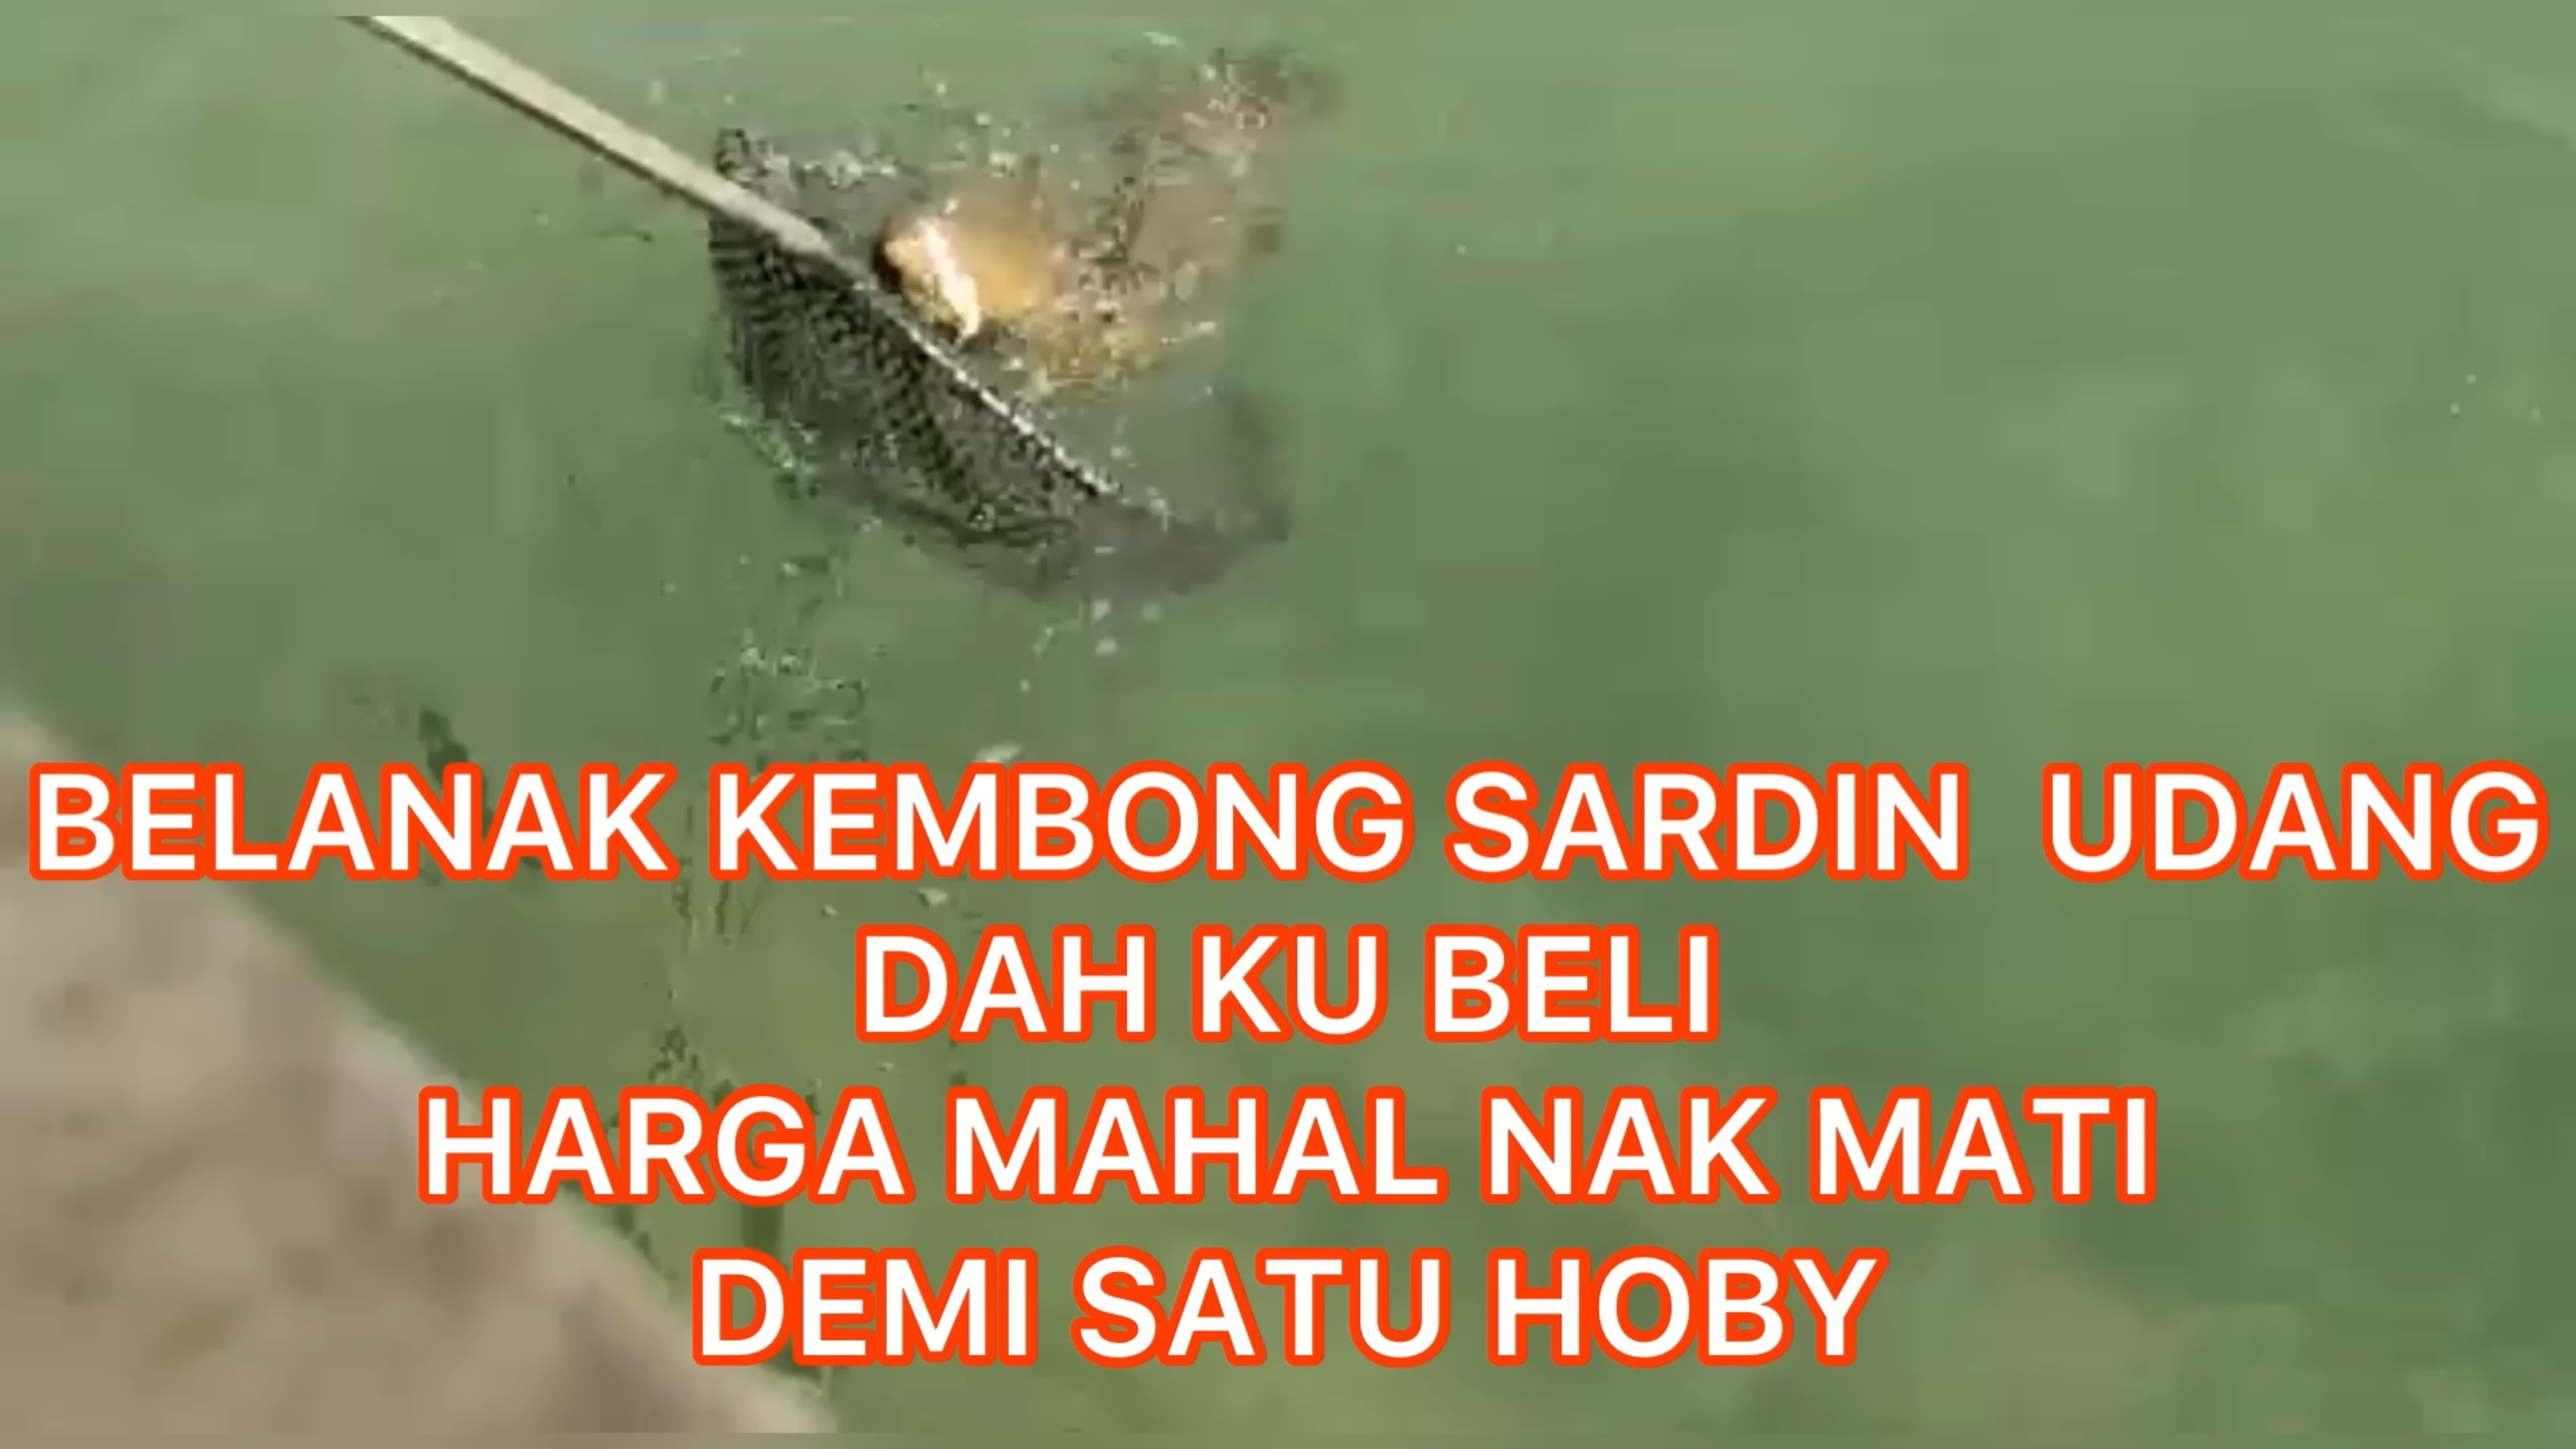 BELANAK KEMBONG SARDIN  UDANG
DAH KU BELI
HARGA MAHAL NAK MATI
DEMI SATU HOBY